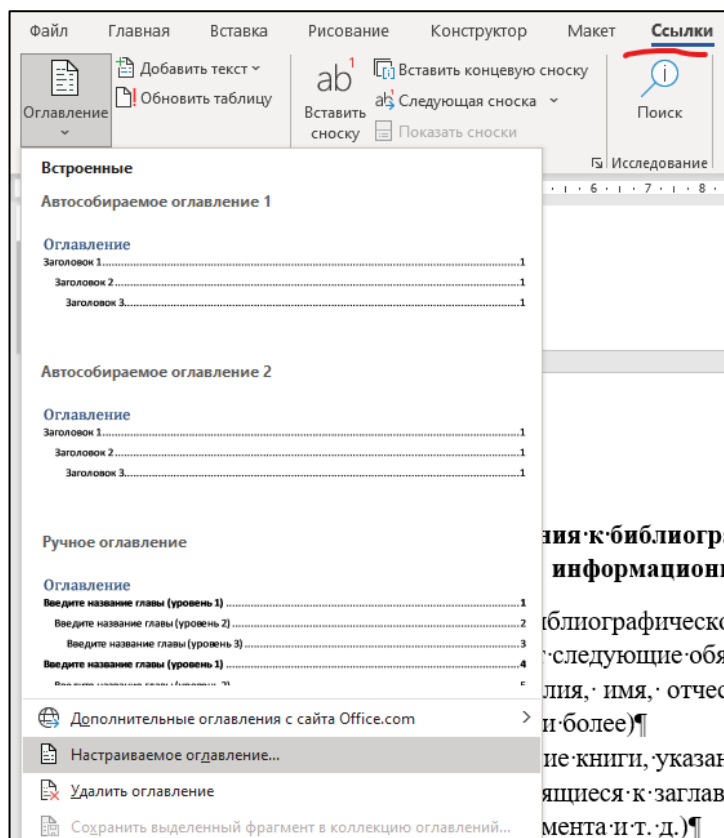 Файл Главная Вставка Рисование Конструктор Макет Ссылки
Оглавление
Добавить текст
Обновить таблицу
ab1
Вставить сноску
Вставить концевую сноску
Следующая сноска
Показать сноски
Поиск
Исследование
6 7 8
Встроенные
Автособираемое оглавление 1
Оглавление
Заголовок 1...1
Заголовок 2...1
Заголовок 3...1
Автособираемое оглавление 2
Оглавление
Заголовок 1...1
Заголовок 2...1
Заголовок 3...1
Ручное оглавление
Оглавление
Введите название главы (уровень 1)...1
Введите название главы (уровень 2)...2
Введите название главы (уровень 3)...3
Введите название главы (уровень 1)...4
Дополнительные оглавления с сайта Office.com
Настраиваемое оглавление...
Удалить оглавление
Сохранить выделенный фрагмент в коллекцию оглавлений...
ния·к·библиогра
информацион
следующие·обя
лия,· имя,· отчес
и·более)¶
ие·книги,·указан
ящиеся·к·заглав
мента·и·т.·д.)¶